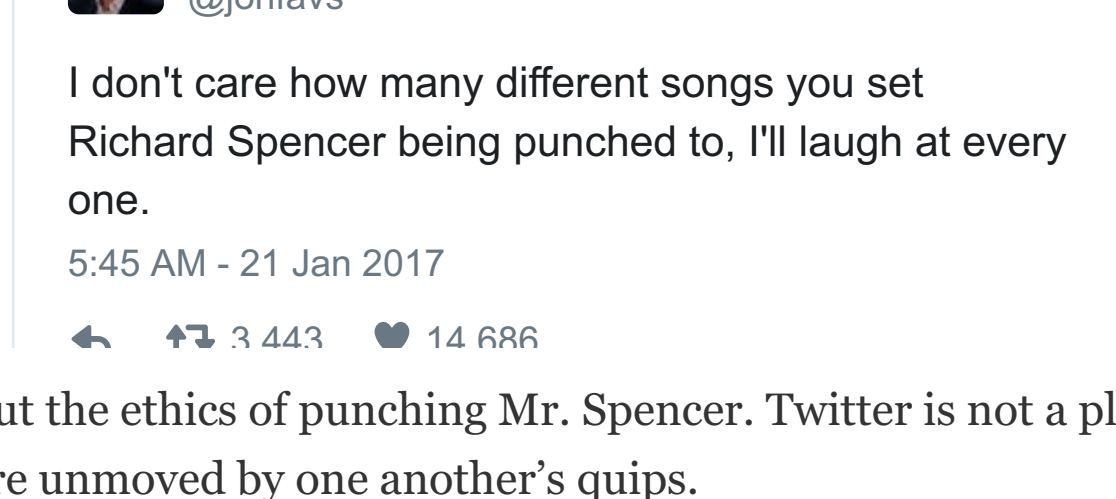 @jonfavs
I don't care how many different songs you set
Richard Spencer being punched to, I'll laugh at every
one.
5:45 AM - 21 Jan 2017
3,443 14,686
ut the ethics of punching Mr. Spencer. Twitter is not a pl
re unmoved by one another’s quips.